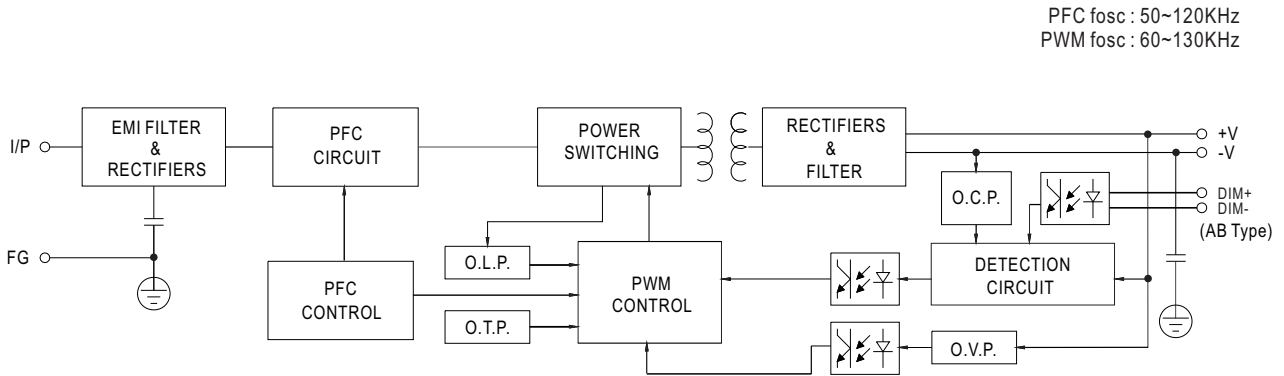 PFC fosc : 50~120KHz
PWM fosc : 60~130KHz
I/P
EMI FILTER
&
RECTIFIERS
PFC
CIRCUIT
POWER
SWITCHING
RECTIFIERS
&
FILTER
+V
-V
O.C.P.
DIM+
DIM-
(AB Type)
FG
O.L.P.
PFC
CONTROL
PWM
CONTROL
DETECTION
CIRCUIT
O.T.P.
O.V.P.